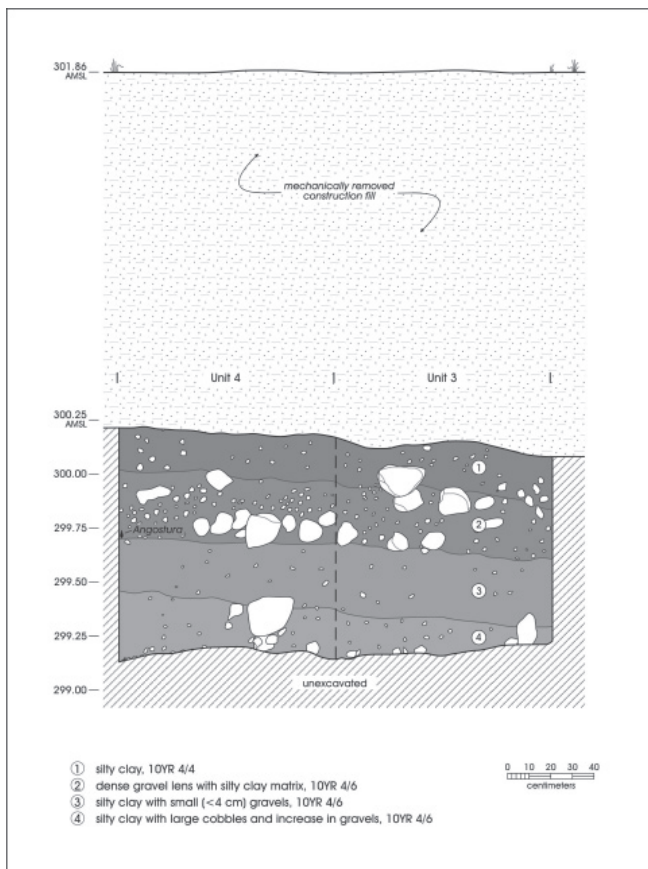 301.86
AMSL
mechanically removed
construction fill
Unit 4
Unit 3
300.25
AMSL
1
300.00
2
299.75
Angostura
299.50
3
299.25
4
299.00
unexcavated
1 silty clay, 10YR 4/4
2 dense gravel lens with silty clay matrix, 10YR 4/6
3 silty clay with small (<4 cm) gravels, 10YR 4/6
4 silty clay with large cobbles and increase in gravels, 10YR 4/6
0 10 20 30 40
centimeters